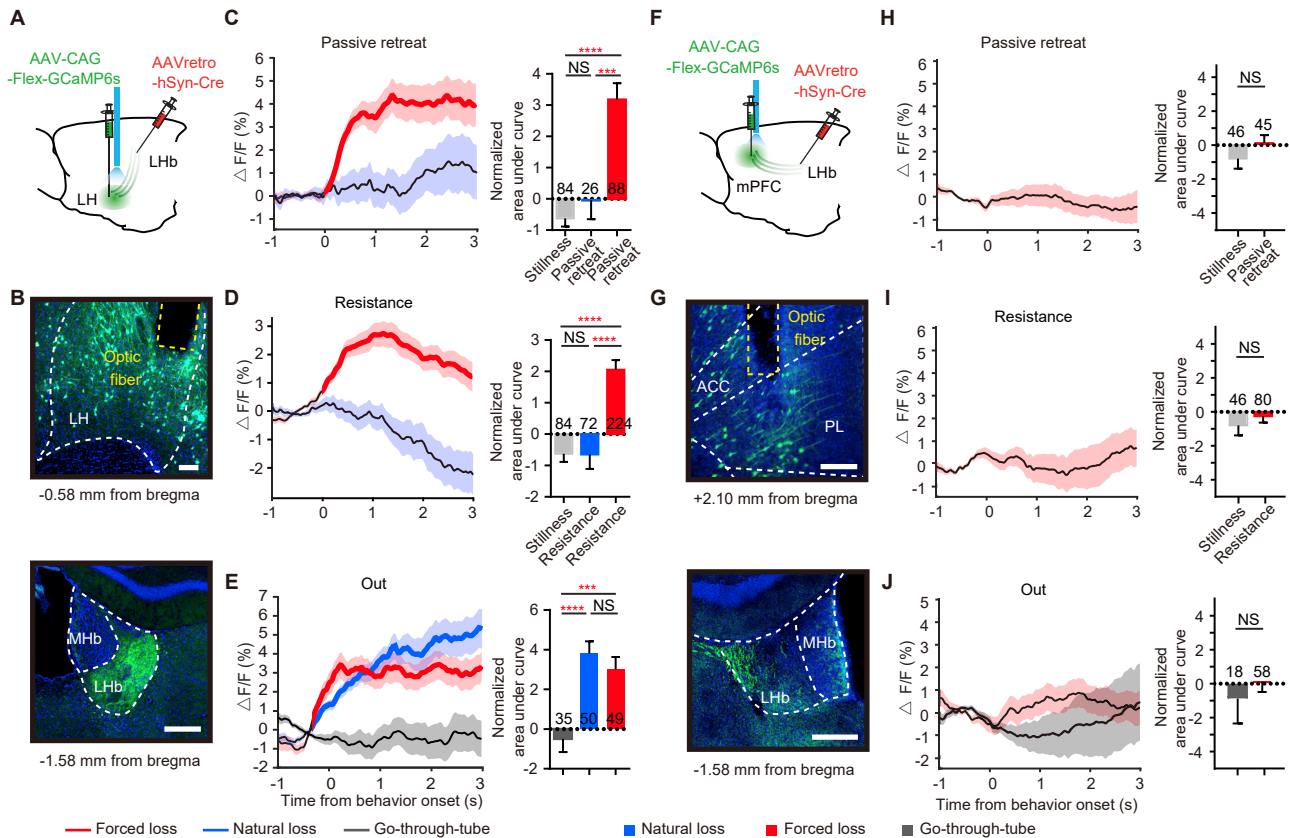 A
AAV-CAG
-Flex-GCaMP6s
AAVretro
-hSyn-Cre
LHb
LH
B
Optic
fiber
LH
-0.58 mm from bregma
MHb
LHb
-1.58 mm from bregma
C
Passive retreat
△ F/F (%)
6
5
4
3
2
1
0
-1
-1 0 1 2 3
Normalized
area under curve
4
3
2
1
0
-1
****
NS ***
84 26 88
Stillness
Passive
retreat
Passive
retreat
D
Resistance
△ F/F (%)
3
2
1
0
-1
-2
-1 0 1 2 3
Normalized
area under curve
4
2
0
-1
-2
****
NS ****
84 72 224
Stillness
Resistance
Resistance
E
Out
△ F/F (%)
7
6
5
4
3
2
1
0
-1
-2
-1 0 1 2 3
Time from behavior onset (s)
Normalized
area under curve
6
4
2
0
-2
***
**** NS
35 50 49
F
AAV-CAG
-Flex-GCaMP6s
AAVretro
-hSyn-Cre
mPFC
LHb
G
Optic
fiber
ACC
PL
+2.10 mm from bregma
MHb
LHb
-1.58 mm from bregma
H
Passive retreat
△ F/F (%)
6
5
4
3
2
1
0
-1
-1 0 1 2 3
Normalized
area under curve
4
2
0
-2
-4
NS
46 45
Stillness
Passive
retreat
I
Resistance
△ F/F (%)
5
4
3
2
1
0
-1
-1 0 1 2 3
Normalized
area under curve
4
2
0
-2
-4
NS
46 80
Stillness
Resistance
J
Out
△ F/F (%)
5
4
3
2
1
0
-1
-2
-1 0 1 2 3
Time from behavior onset (s)
Normalized
area under curve
4
2
0
-2
-4
NS
18 58
Forced loss Natural loss Go-through-tube Natural loss Forced loss Go-through-tube